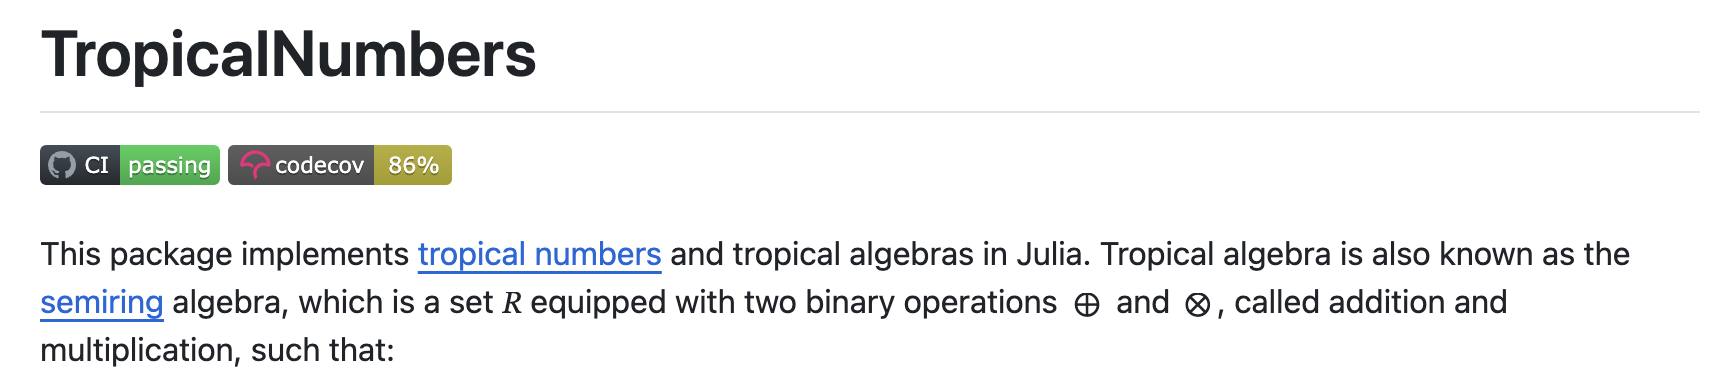 TropicalNumbers
CI passing codecov 86%
This package implements tropical numbers and tropical algebras in Julia. Tropical algebra is also known as the
semiring algebra, which is a set R equipped with two binary operations ⊕ and ⊗, called addition and
multiplication, such that: